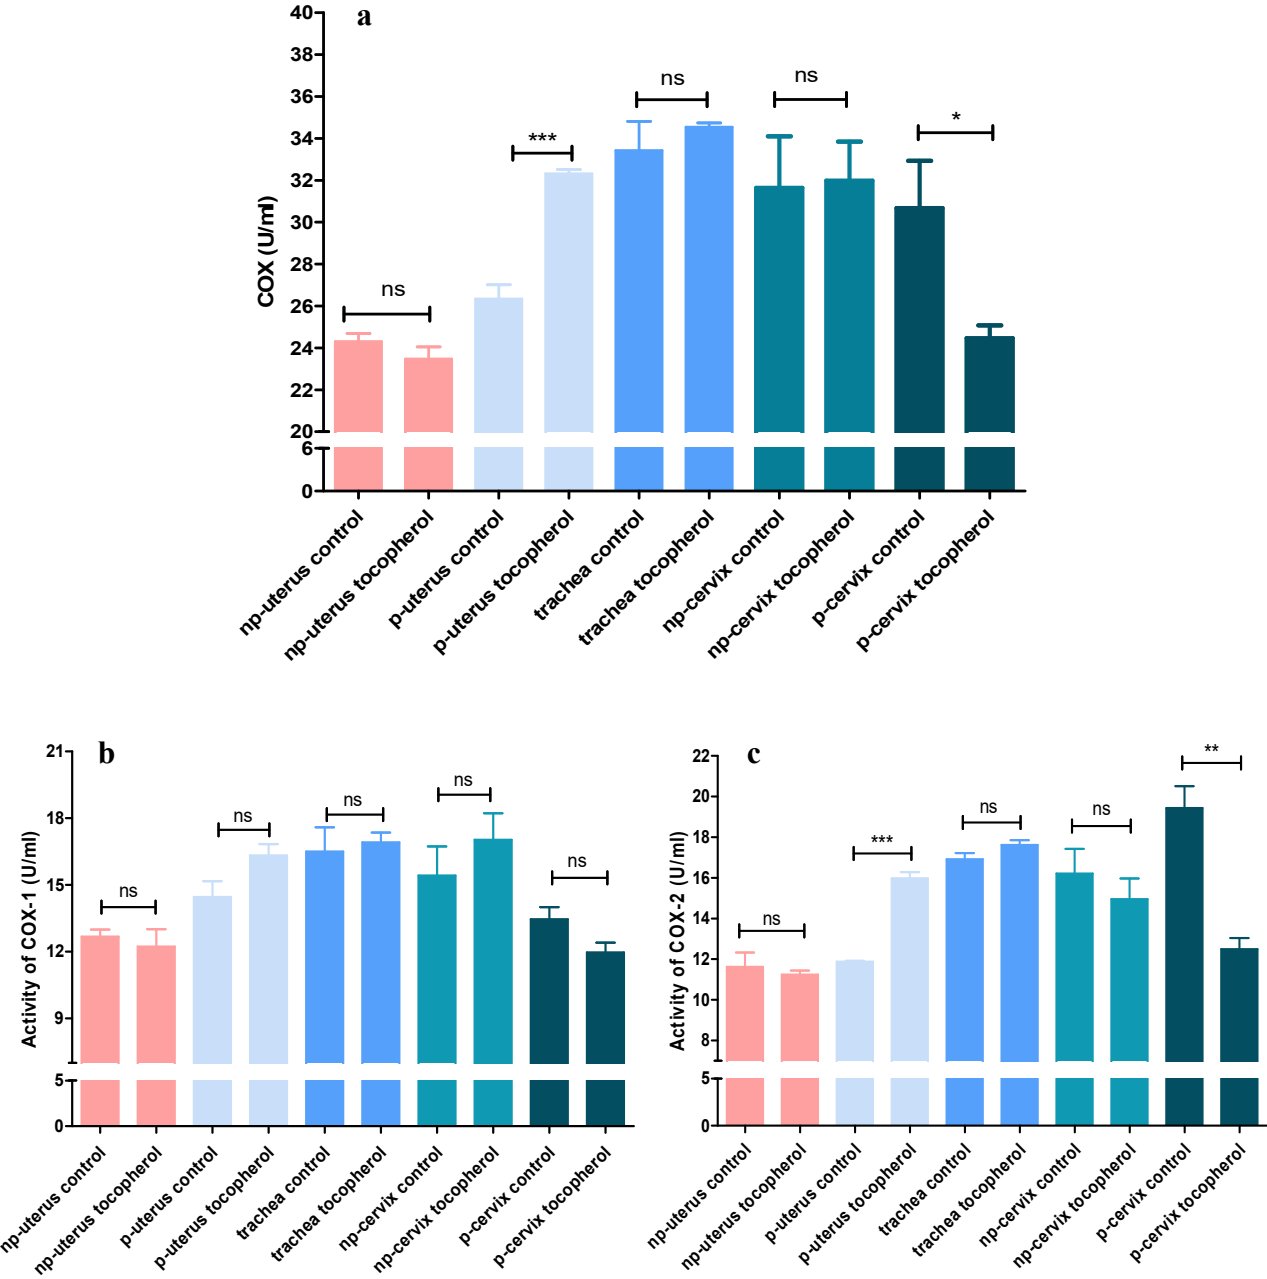 a
40
38
36
34
32
30
28
26
24
22
20
6
0
COX (U/ml)
ns
***
ns
ns
*
np-uterus control
np-uterus tocopherol
p-uterus control
p-uterus tocopherol
trachea control
trachea tocopherol
np-cervix control
np-cervix tocopherol
p-cervix control
p-cervix tocopherol
b
21
18
15
12
9
5
0
Activity of COX-1 (U/ml)
ns
ns
ns
ns
ns
np-uterus control
np-uterus tocopherol
p-uterus control
p-uterus tocopherol
trachea control
trachea tocopherol
np-cervix control
np-cervix tocopherol
p-cervix control
p-cervix tocopherol
c
22
20
18
16
14
12
10
8
5
0
Activity of COX-2 (U/ml)
ns
***
ns
ns
**
np-uterus control
np-uterus tocopherol
p-uterus control
p-uterus tocopherol
trachea control
trachea tocopherol
np-cervix control
np-cervix tocopherol
p-cervix control
p-cervix tocopherol